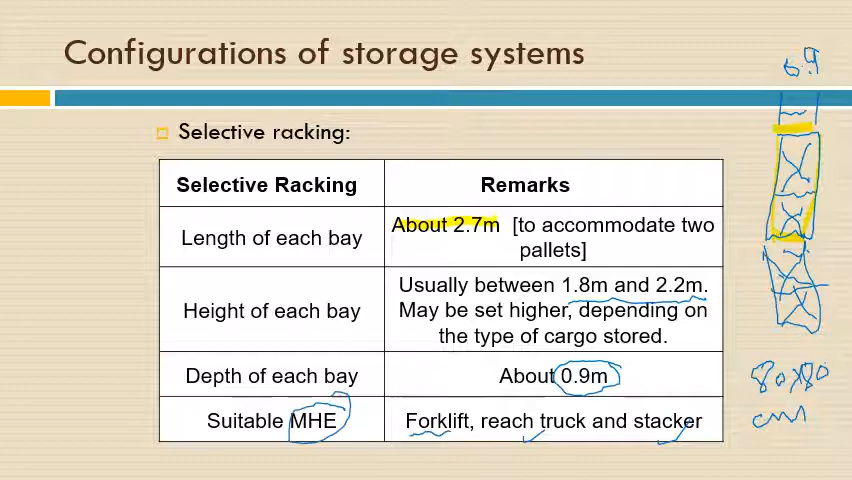 Configurations of storage systems
0.9
Selective racking:
Selective Racking
Remarks
Length of each bay
About 2.7m [to accommodate two
pallets]
Height of each bay
Usually between 1.8m and 2.2m.
May be set higher, depending on
the type of cargo stored.
Depth of each bay
About 0.9m
80x80
cm
Suitable MHE
Forklift, reach truck and stacker